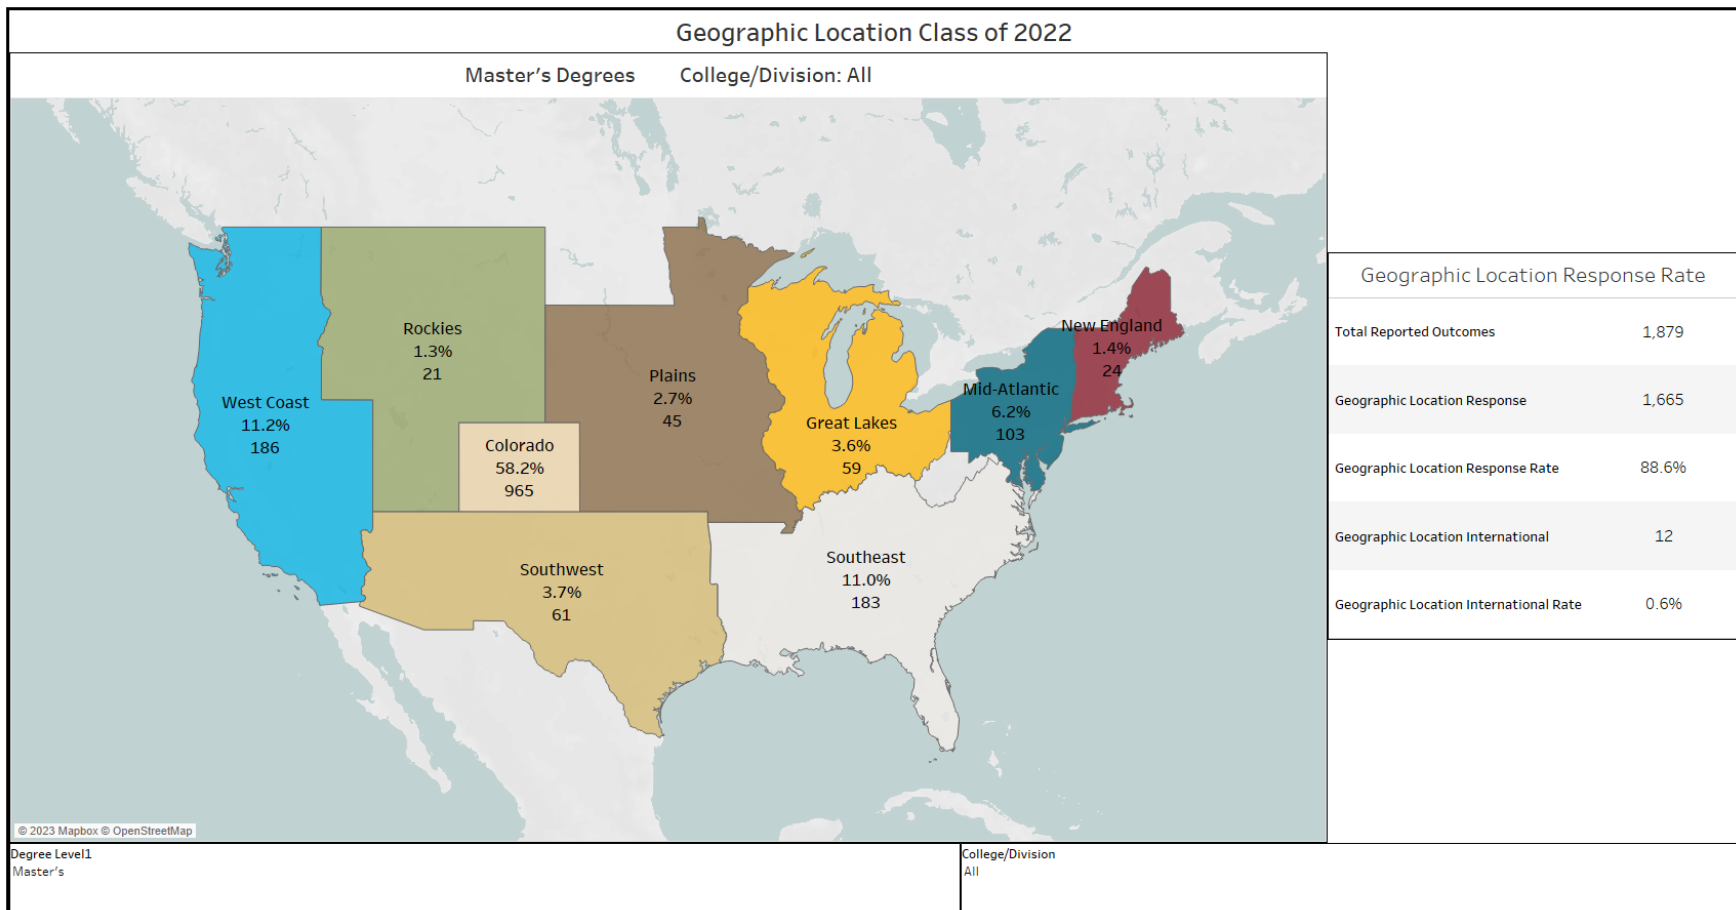 Geographic Location Class of 2022
Master's Degrees College/Division: All
New England
1.4%
24
Rockies
1.3%
21
Plains
2.7%
45
Mid-Atlantic
6.2%
103
West Coast
11.2%
186
Great Lakes
3.6%
59
Colorado
58.2%
965
Southeast
11.0%
183
Southwest
3.7%
61
© 2023 Mapbox © OpenStreetMap
Geographic Location Response Rate
Total Reported Outcomes 1,879
Geographic Location Response 1,665
Geographic Location Response Rate 88.6%
Geographic Location International 12
Geographic Location International Rate 0.6%
Degree Level1
Master's
College/Division
All